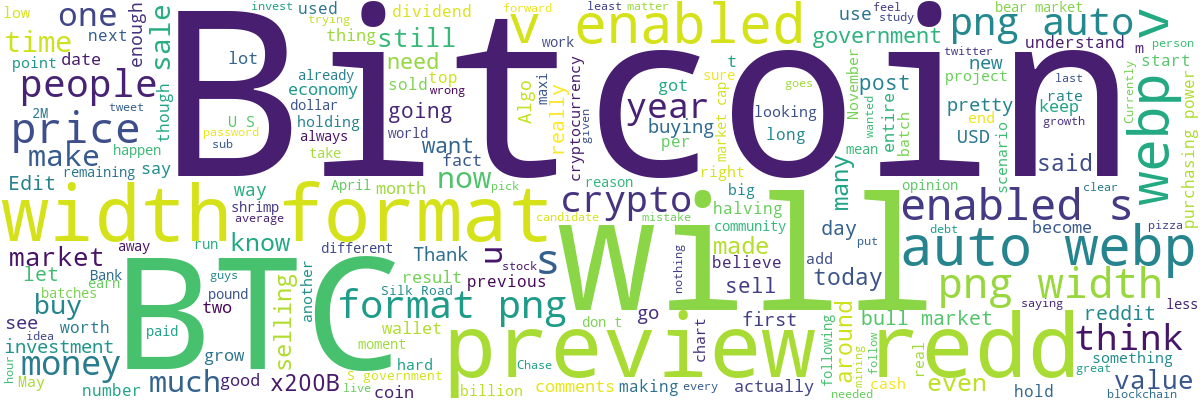 Bitcoin
will
BTC
preview
redd
width
format
v
enabled
png auto
webp
v
enabled s
auto webp
png width
format png
people
price
one
time
make
money
much
buy
market
crypto
year
now
still
going
want
need
know
think
value
even
around
many
government
use
post
said
see
let
investment
worth
selling
x200B
s
u
sell
made
believe
day
today
first
go
actually
bull market
reddit
hold
something
become
understand
pretty
keep
USD
new
start
m
low
next
date
enough
point
2M
tweet
happen
remaining
say
Edit
though sale
lot
U S
password
sub
invest
trying
used
thing
already
economy
dollar
holding
always
take
world
dividend
sold
top
wrong
got
maxi
fact
Algo
really
work
forward
least
matter
feel
study
twitter
t
cryptocurrency
given
buying
per
sure
market cap
right
looking
long
goes
November
mean
wanted
entire
batch
bear market
project
end
last
rate
growth
scenario
Currently
person
purchasing power
clear
pizza
opinion
debt
less
saying
great
blockchain
way
shrimp
average
April
month
pick
reason
candidate
mistake
big
halving
community
add
put
nothing
run
different
away
Bank
earn
batches
guys
pound
two
another
Thank
result
previous
stock
Silk Road
wallet
moment
don t
chart
idea
hour
May
number
paid
grow
good
coin
S
government
live
hard
cash
billion
Chase
comments
making
every
following
needed
real
mining
follow